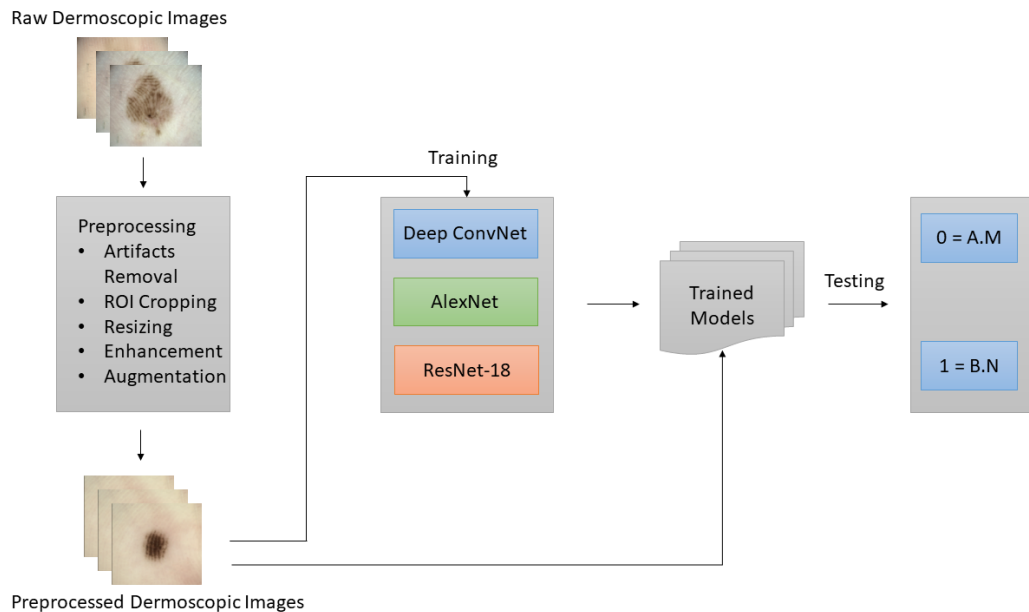 Raw Dermoscopic Images
Preprocessing
• Artifacts
Removal
• ROI Cropping
• Resizing
• Enhancement
• Augmentation
Preprocessed Dermoscopic Images
Training
Deep ConvNet
AlexNet
ResNet-18
Trained
Models
Testing
0 = A.M
1 = B.N